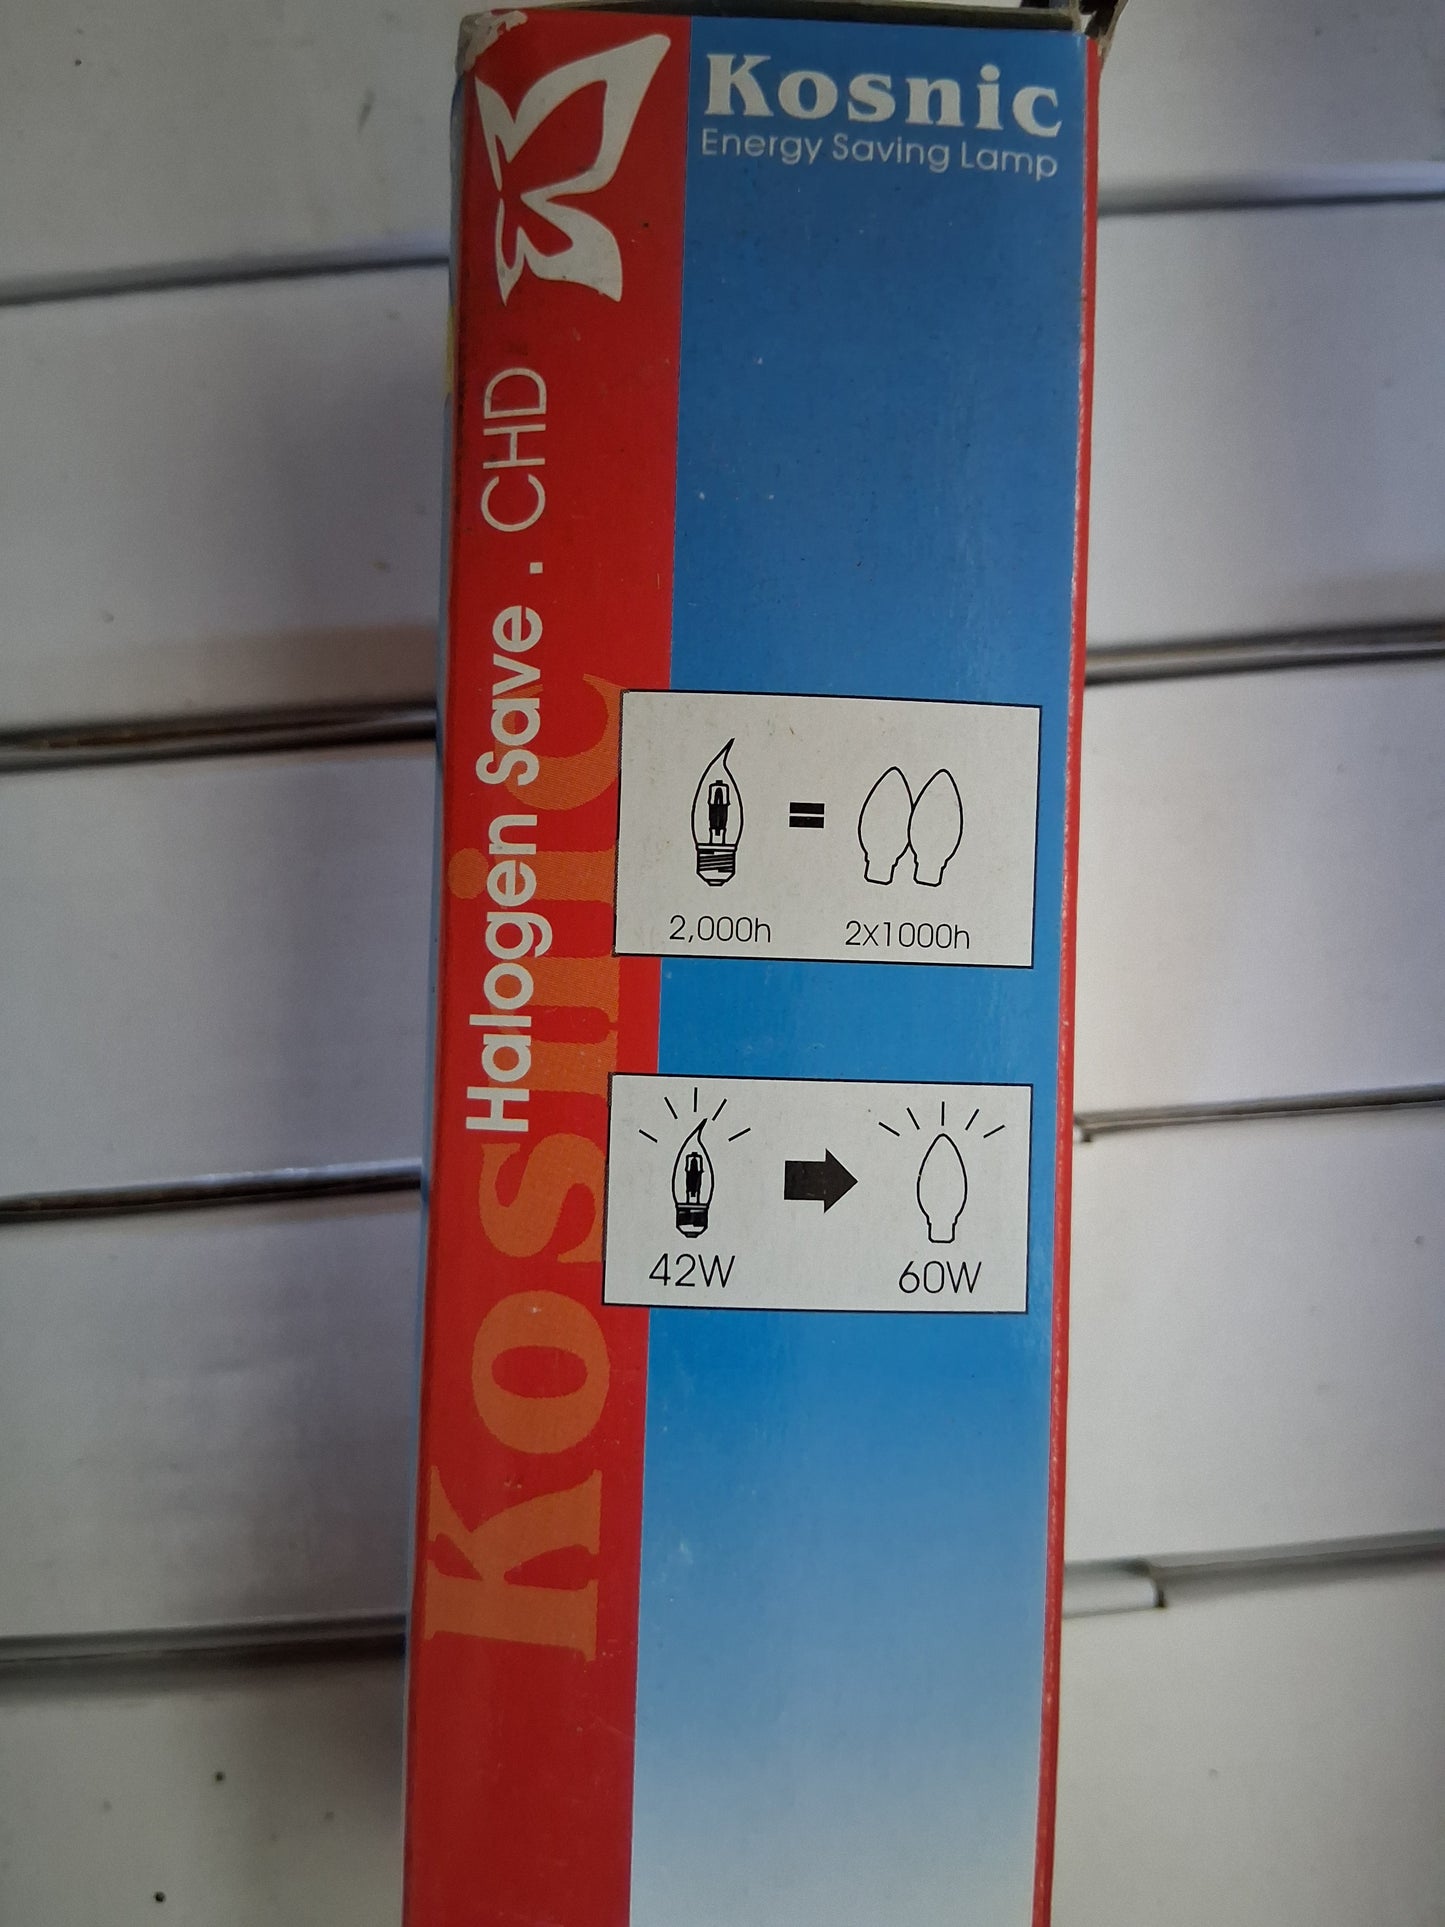 Kosnic
Energy Saving Lamp
Halogen Save . CHD
Kosnic
2,000h
=
2x1000h
42W
60W